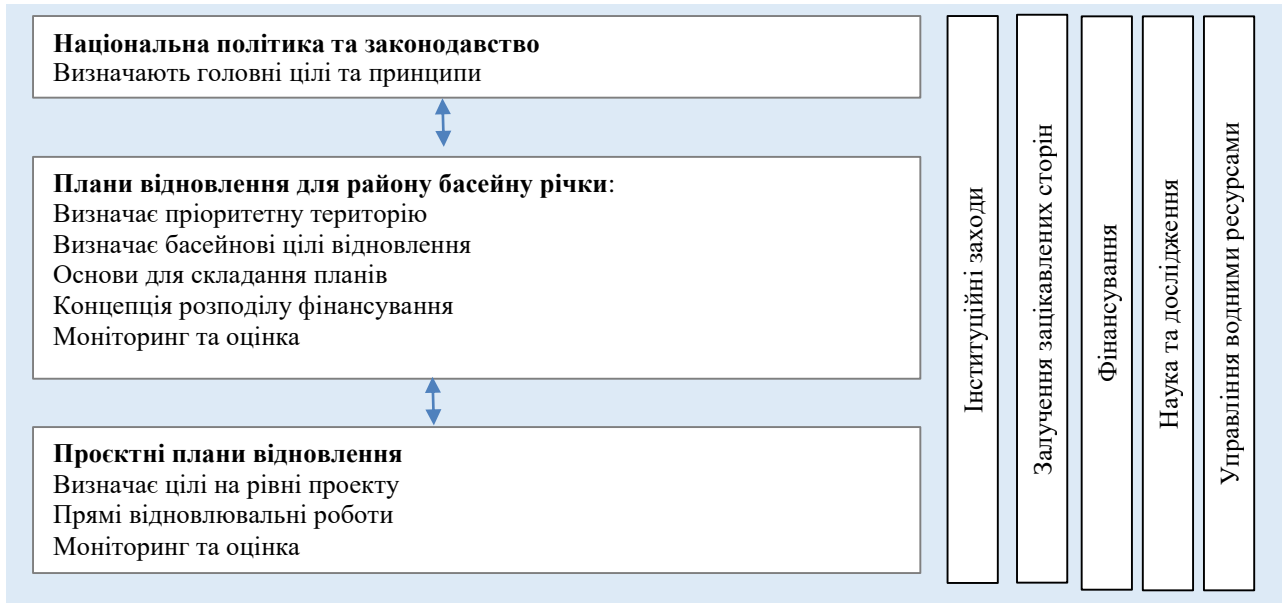 Національна політика та законодавство
Визначають головні цілі та принципи
Плани відновлення для району басейну річки:
Визначає пріоритетну територію
Визначає басейнові цілі відновлення
Основи для складання планів
Концепція розподілу фінансування
Моніторинг та оцінка
Проєктні плани відновлення
Визначає цілі на рівні проекту
Прямі відновлювальні роботи
Моніторинг та оцінка
Інституційні заходи
Залучення зацікавлених сторін
Фінансування
Наука та дослідження
Управління водними ресурсами